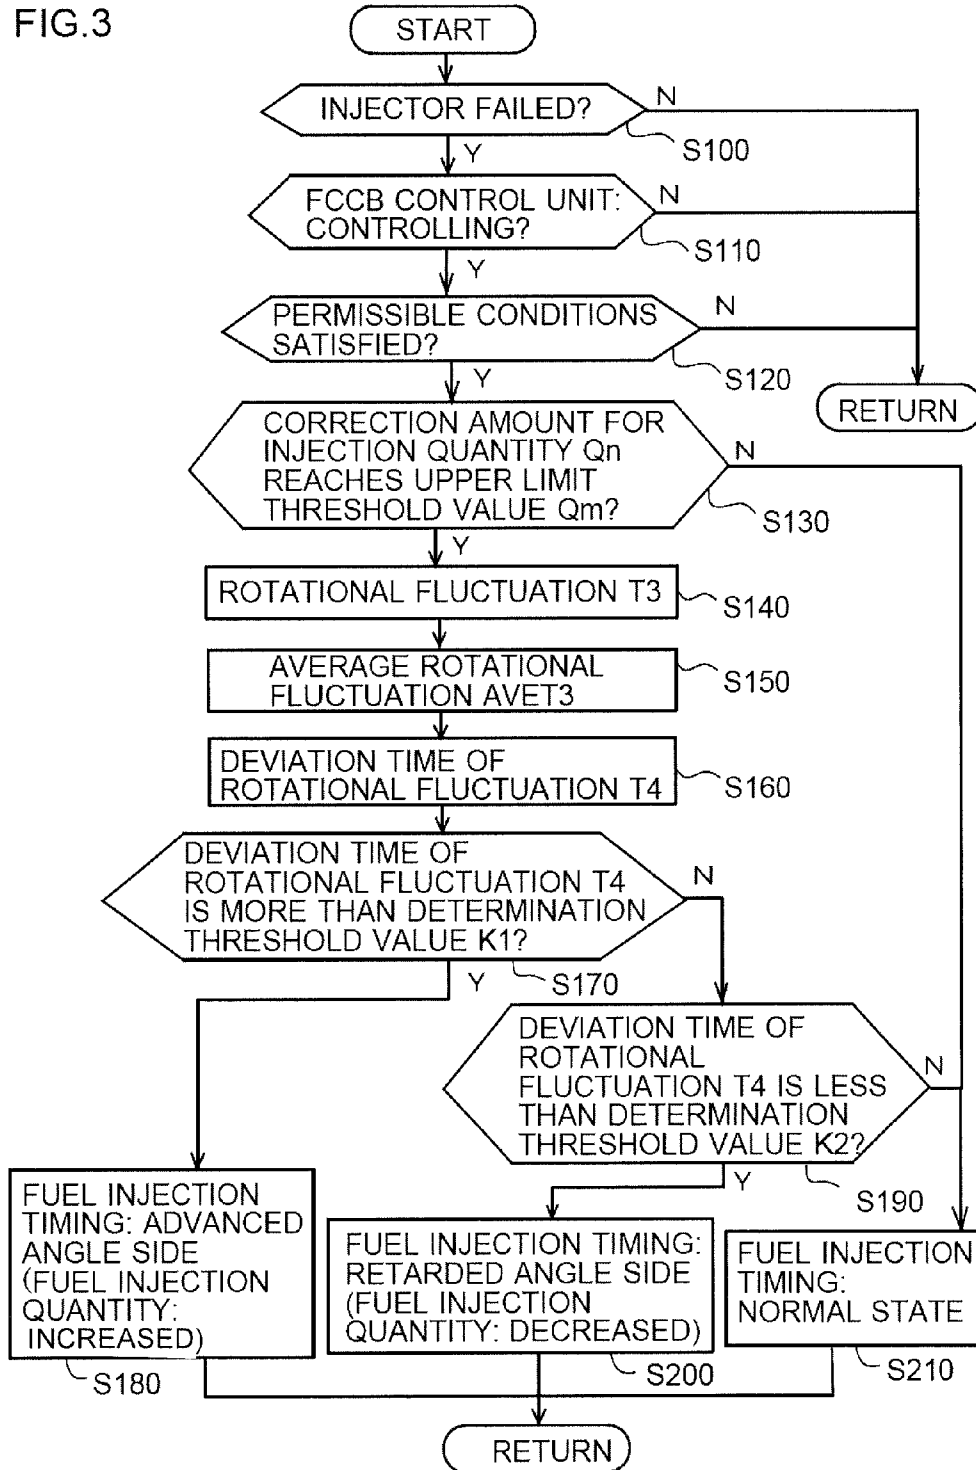 FIG.3
START
INJECTOR FAILED?
N
S100
Y
FCCB CONTROL UNIT:
CONTROLLING?
N
S110
Y
PERMISSIBLE CONDITIONS
SATISFIED?
N
S120
Y
RETURN
CORRECTION AMOUNT FOR
INJECTION QUANTITY Qn
REACHES UPPER LIMIT
THRESHOLD VALUE Qm?
N
S130
Y
ROTATIONAL FLUCTUATION T3
S140
AVERAGE ROTATIONAL
FLUCTUATION AVET3
S150
DEVIATION TIME OF
ROTATIONAL FLUCTUATION T4
S160
DEVIATION TIME OF
ROTATIONAL FLUCTUATION T4
IS MORE THAN DETERMINATION
THRESHOLD VALUE K1?
N
S170
Y
DEVIATION TIME OF
ROTATIONAL
FLUCTUATION T4 IS LESS
THAN DETERMINATION
THRESHOLD VALUE K2?
N
S190
Y
FUEL INJECTION
TIMING: ADVANCED
ANGLE SIDE
(FUEL INJECTION
QUANTITY:
INCREASED)
S180
FUEL INJECTION TIMING:
RETARDED ANGLE SIDE
(FUEL INJECTION
QUANTITY: DECREASED)
S200
FUEL INJECTION
TIMING:
NORMAL STATE
S210
RETURN